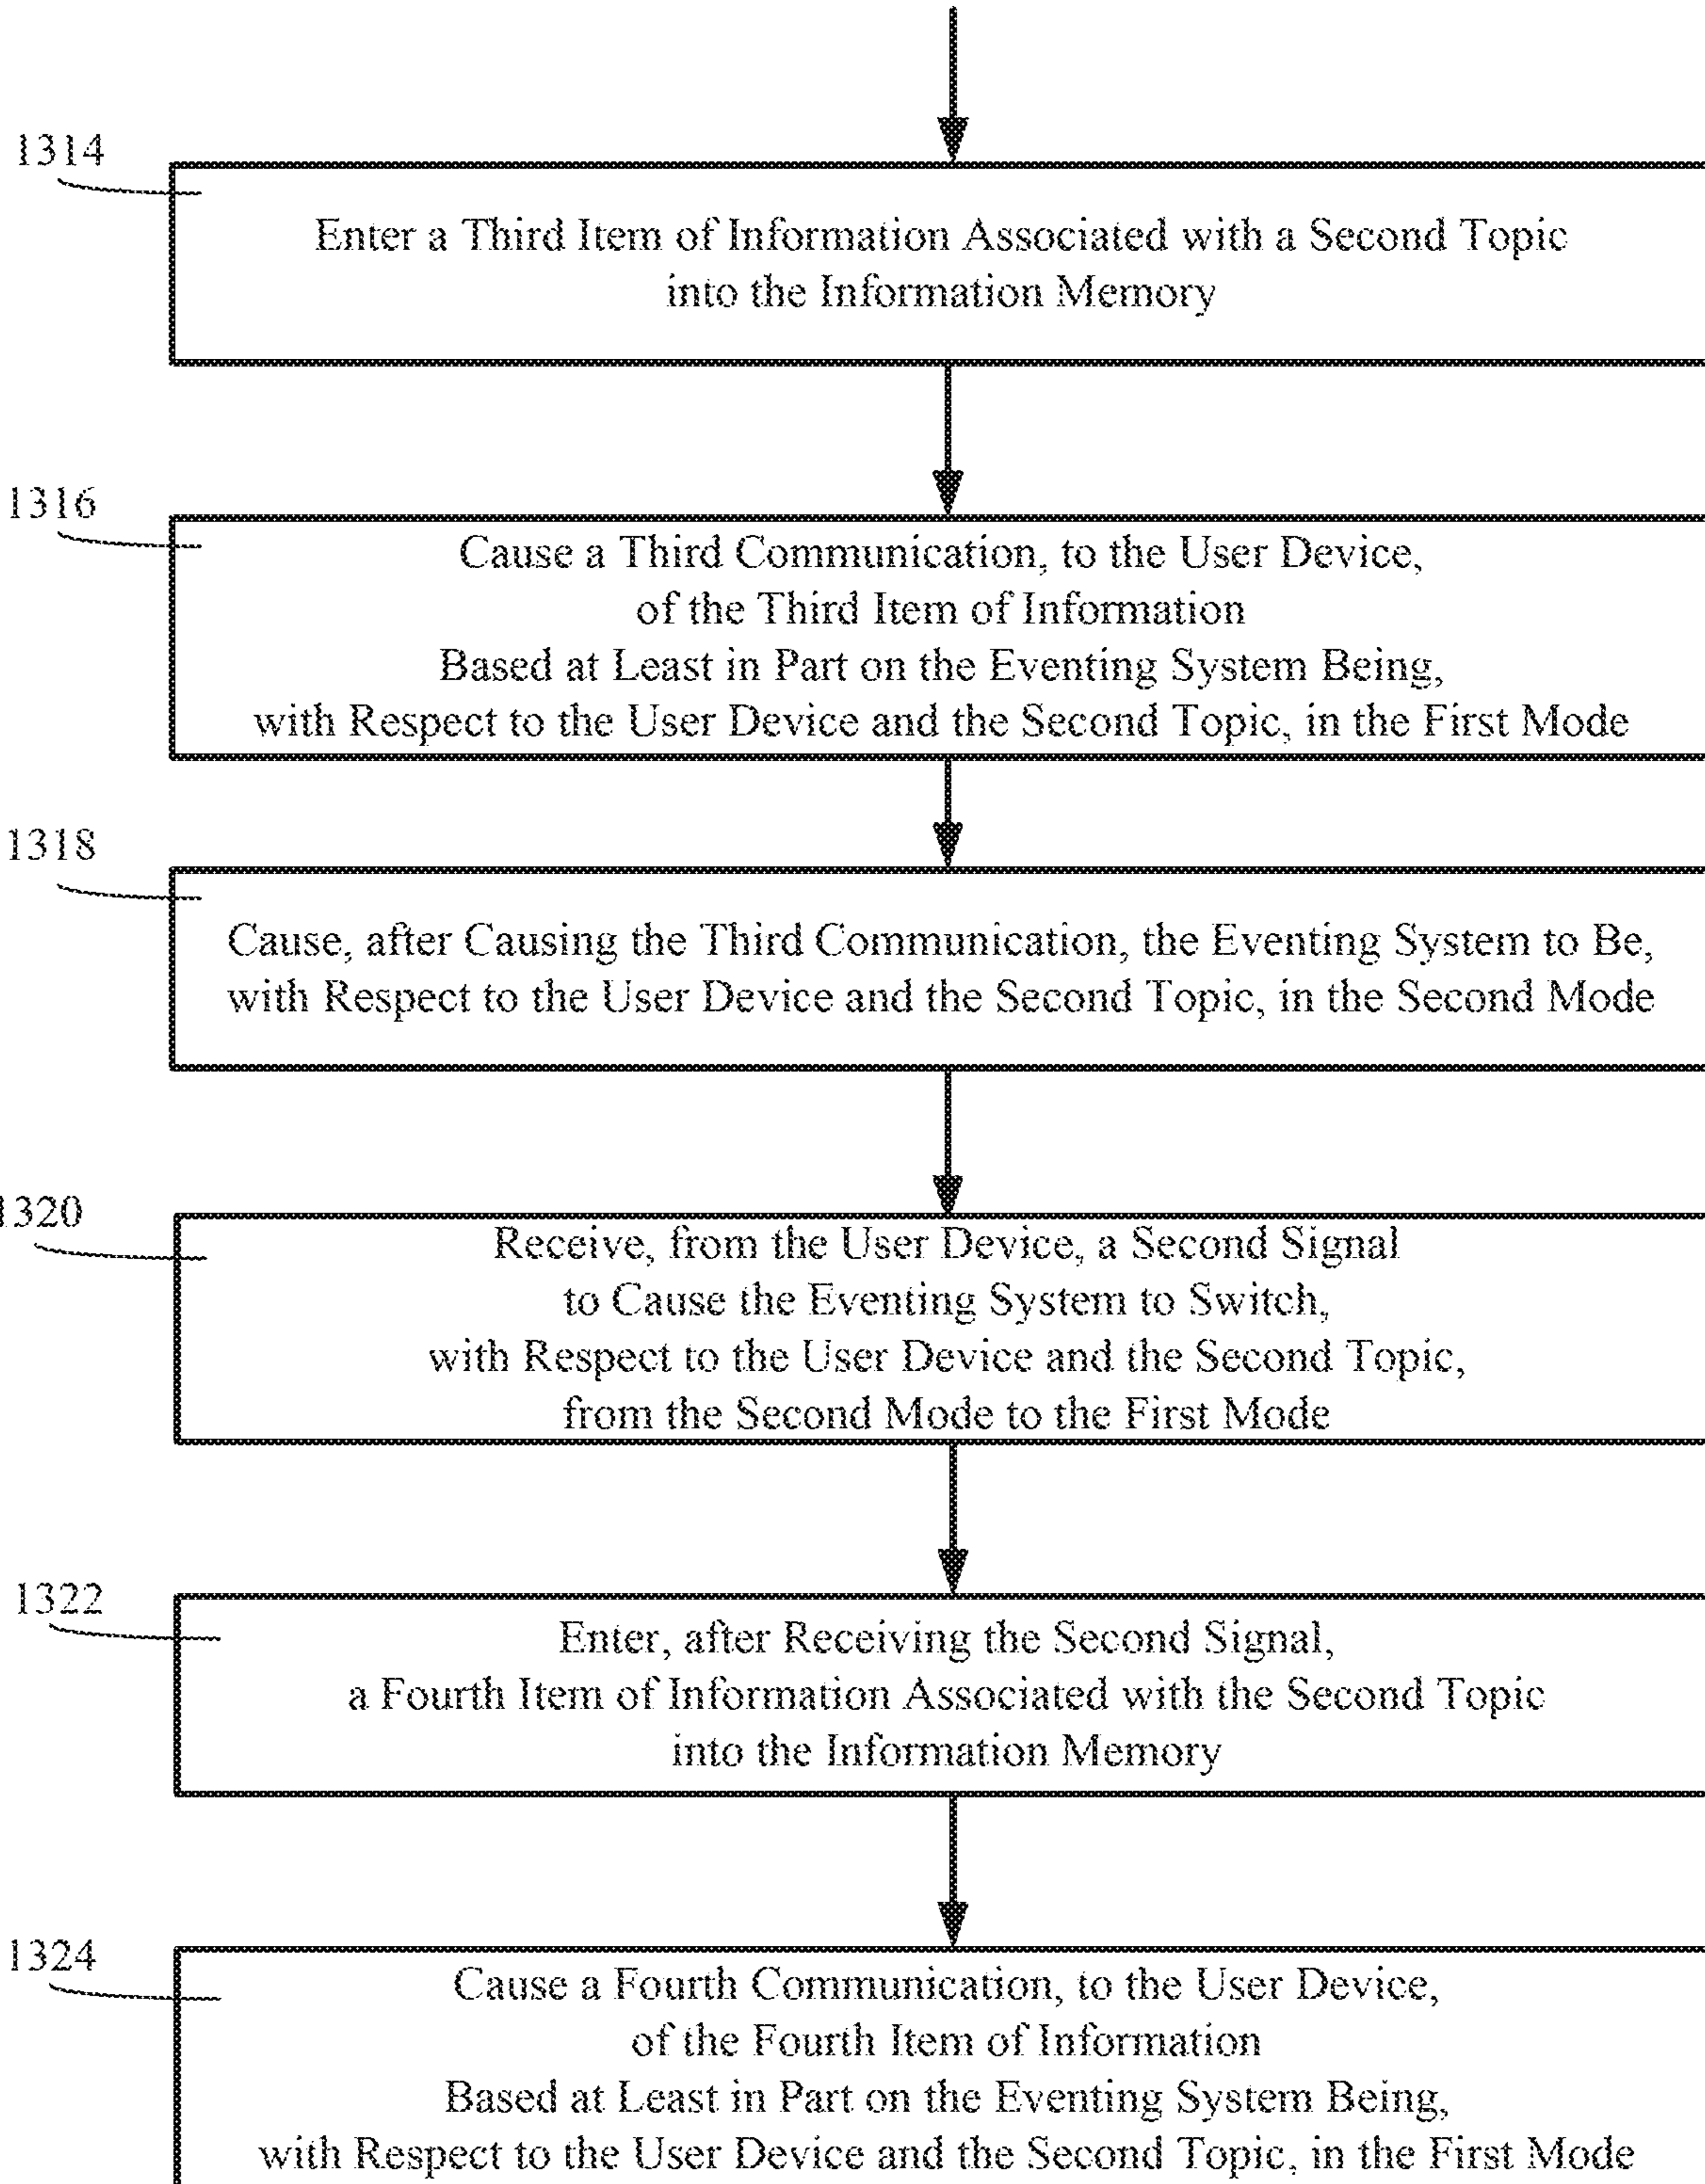 1314
Enter a Third Item of Information Associated with a Second Topic
into the Information Memory
1316
Cause a Third Communication, to the User Device,
of the Third Item of Information
Based at Least in Part on the Eventing System Being,
with Respect to the User Device and the Second Topic, in the First Mode
1318
Cause, after Causing the Third Communication, the Eventing System to Be,
with Respect to the User Device and the Second Topic, in the Second Mode
1320
Receive, from the User Device, a Second Signal
to Cause the Eventing System to Switch,
with Respect to the User Device and the Second Topic,
from the Second Mode to the First Mode
1322
Enter, after Receiving the Second Signal,
a Fourth Item of Information Associated with the Second Topic
into the Information Memory
1324
Cause a Fourth Communication, to the User Device,
of the Fourth Item of Information
Based at Least in Part on the Eventing System Being,
with Respect to the User Device and the Second Topic, in the First Mode